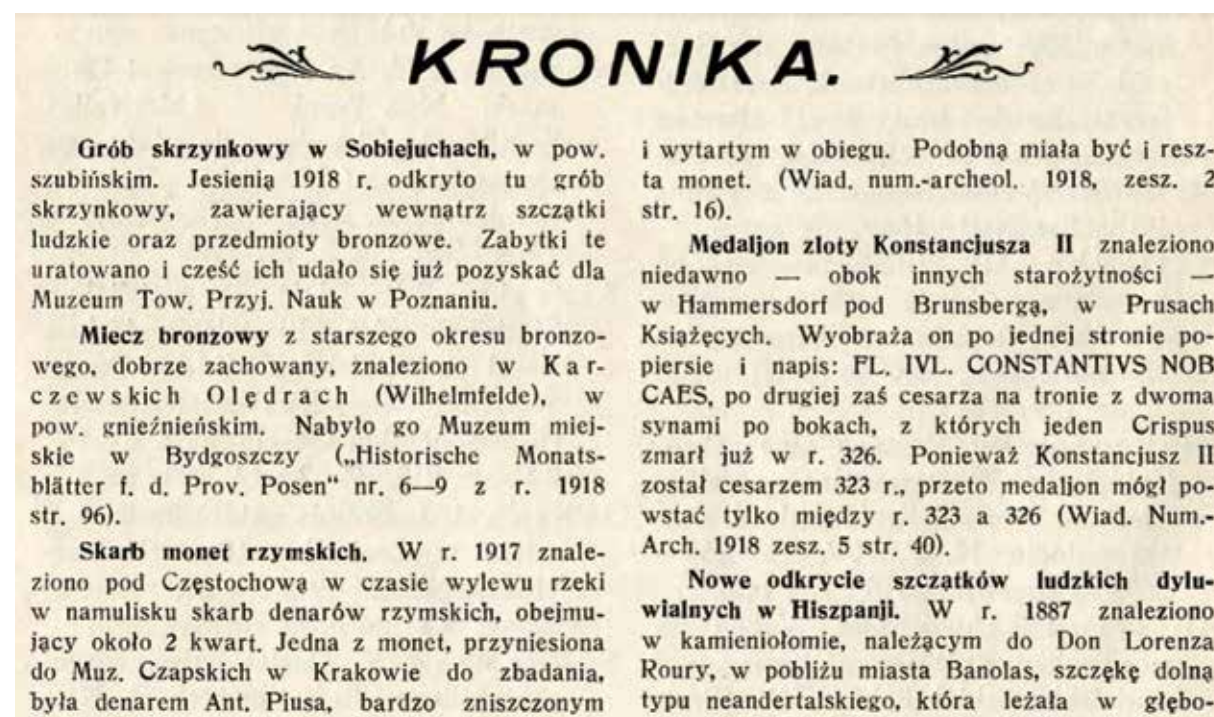 KRONIKA.
Grób skrzynkowy w Sobiejuchach, w pow.
szubińskim. Jesienią 1918 r. odkryto tu grób
skrzynkowy, zawierający wewnątrz szczątki
ludzkie oraz przedmioty bronzowe. Zabytki te
uratowano i cześć ich udało się już pozyskać dla
Muzeum Tow. Przyj. Nauk w Poznaniu.
Miecz bronzowy z starszego okresu bronzo-
wego, dobrze zachowany, znaleziono w Kar-
czewskich Olędrach (Wilhelmfelde), w
pow. gnieźnieńskim. Nabyło go Muzeum miej-
skie w Bydgoszczy („Historische Monats-
blätter f. d. Prov. Posen" nr. 6—9 z r. 1918
str. 96).
Skarb monet rzymskich. W r. 1917 znale-
ziono pod Częstochową w czasie wylewu rzeki
w namulisku skarb denarów rzymskich, obejmu-
jący około 2 kwart. Jedna z monet, przyniesiona
do Muz. Czapskich w Krakowie do zbadania,
była denarem Ant. Piusa, bardzo zniszczonym
i wytartym w obiegu. Podobną miała być i resz-
ta monet. (Wiad. num.-archeol. 1918, zesz. 2
str. 16).
Medaljon zloty Konstancjusza II znaleziono
niedawno — obok innych starożytności —
w Hammersdorf pod Brunsbergą, w Prusach
Książęcych. Wyobraża on po jednej stronie po-
piersie i napis: FL. IVL. CONSTANTIVS NOB
CAES, po drugiej zaś cesarza na tronie z dwoma
synami po bokach, z których jeden Crispus
zmarł już w r. 326. Ponieważ Konstancjusz II
został cesarzem 323 r., przeto medaljon mógł po-
wstać tylko między r. 323 a 326 (Wiad. Num.-
Arch. 1918 zesz. 5 str. 40).
Nowe odkrycie szczątków ludzkich dylu-
wialnych w Hiszpanji. W r. 1887 znaleziono
w kamieniołomie, należącym do Don Lorenza
Roury, w pobliżu miasta Banolas, szczękę dolną
typu neandertalskiego, która leżała w głębo-